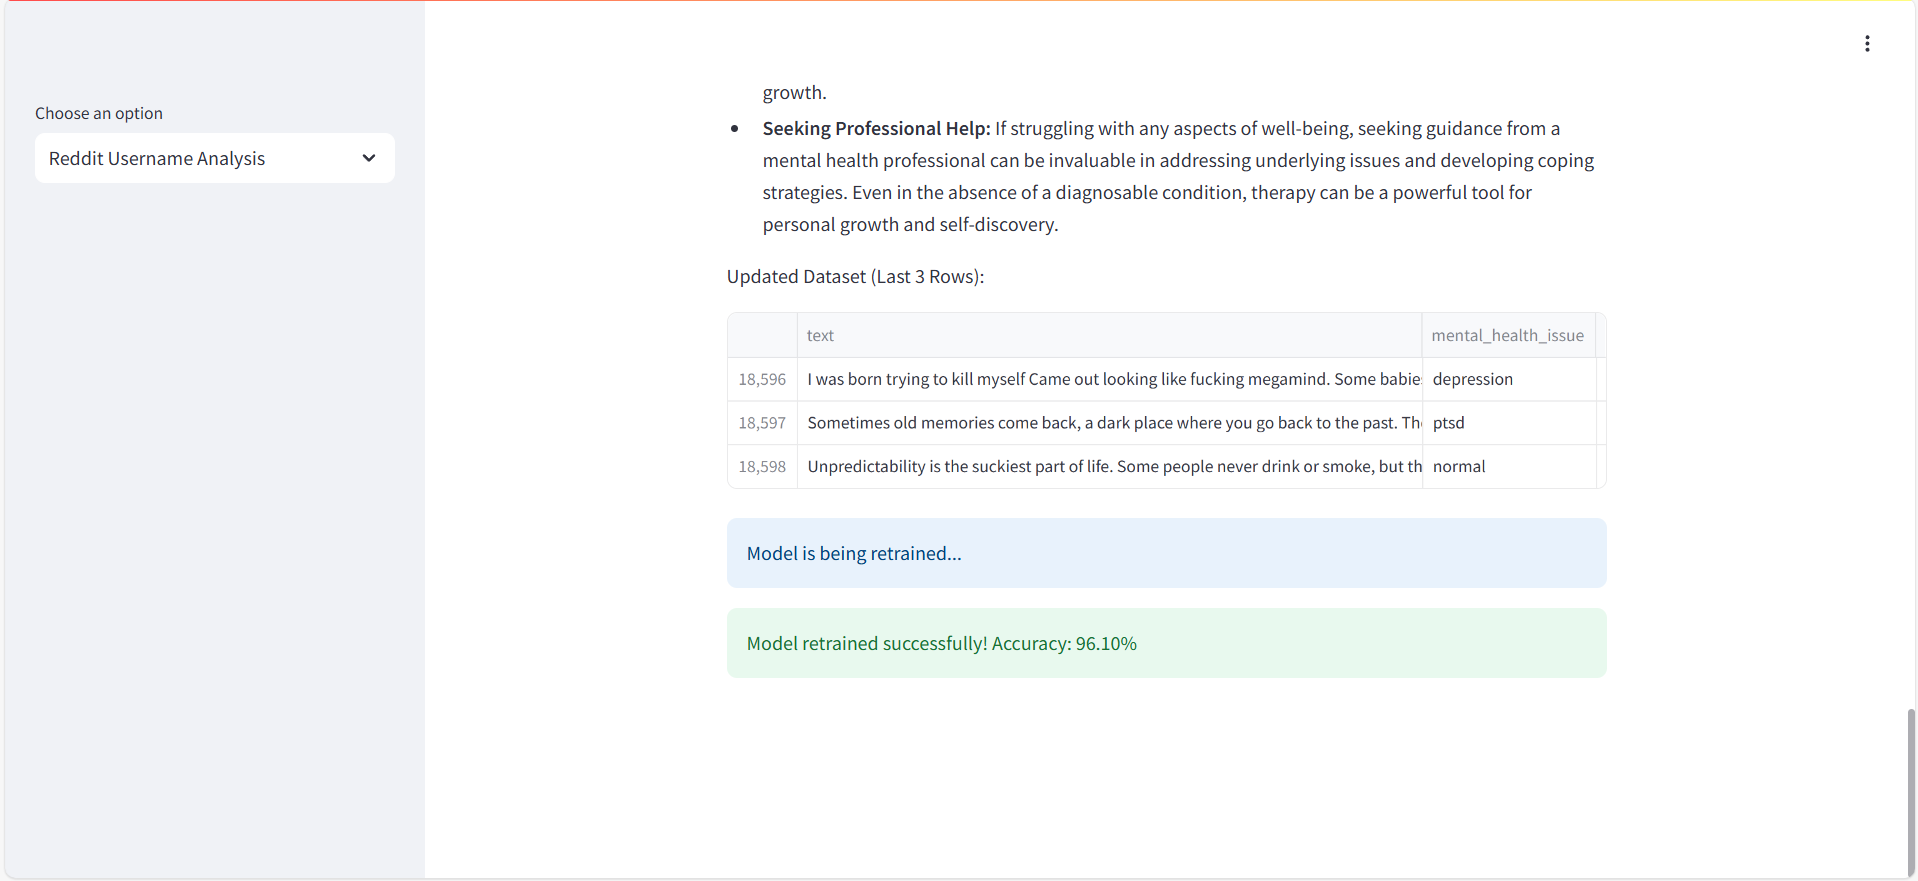 Choose an option
Reddit Username Analysis
growth.
Seeking Professional Help: If struggling with any aspects of well-being, seeking guidance from a
mental health professional can be invaluable in addressing underlying issues and developing coping
strategies. Even in the absence of a diagnosable condition, therapy can be a powerful tool for
personal growth and self-discovery.
Updated Dataset (Last 3 Rows):
text mental_health_issue
18,596 I was born trying to kill myself Came out looking like fucking megamind. Some babies depression
18,597 Sometimes old memories come back, a dark place where you go back to the past. Th ptsd
18,598 Unpredictability is the suckiest part of life. Some people never drink or smoke, but th normal
Model is being retrained...
Model retrained successfully! Accuracy: 96.10%